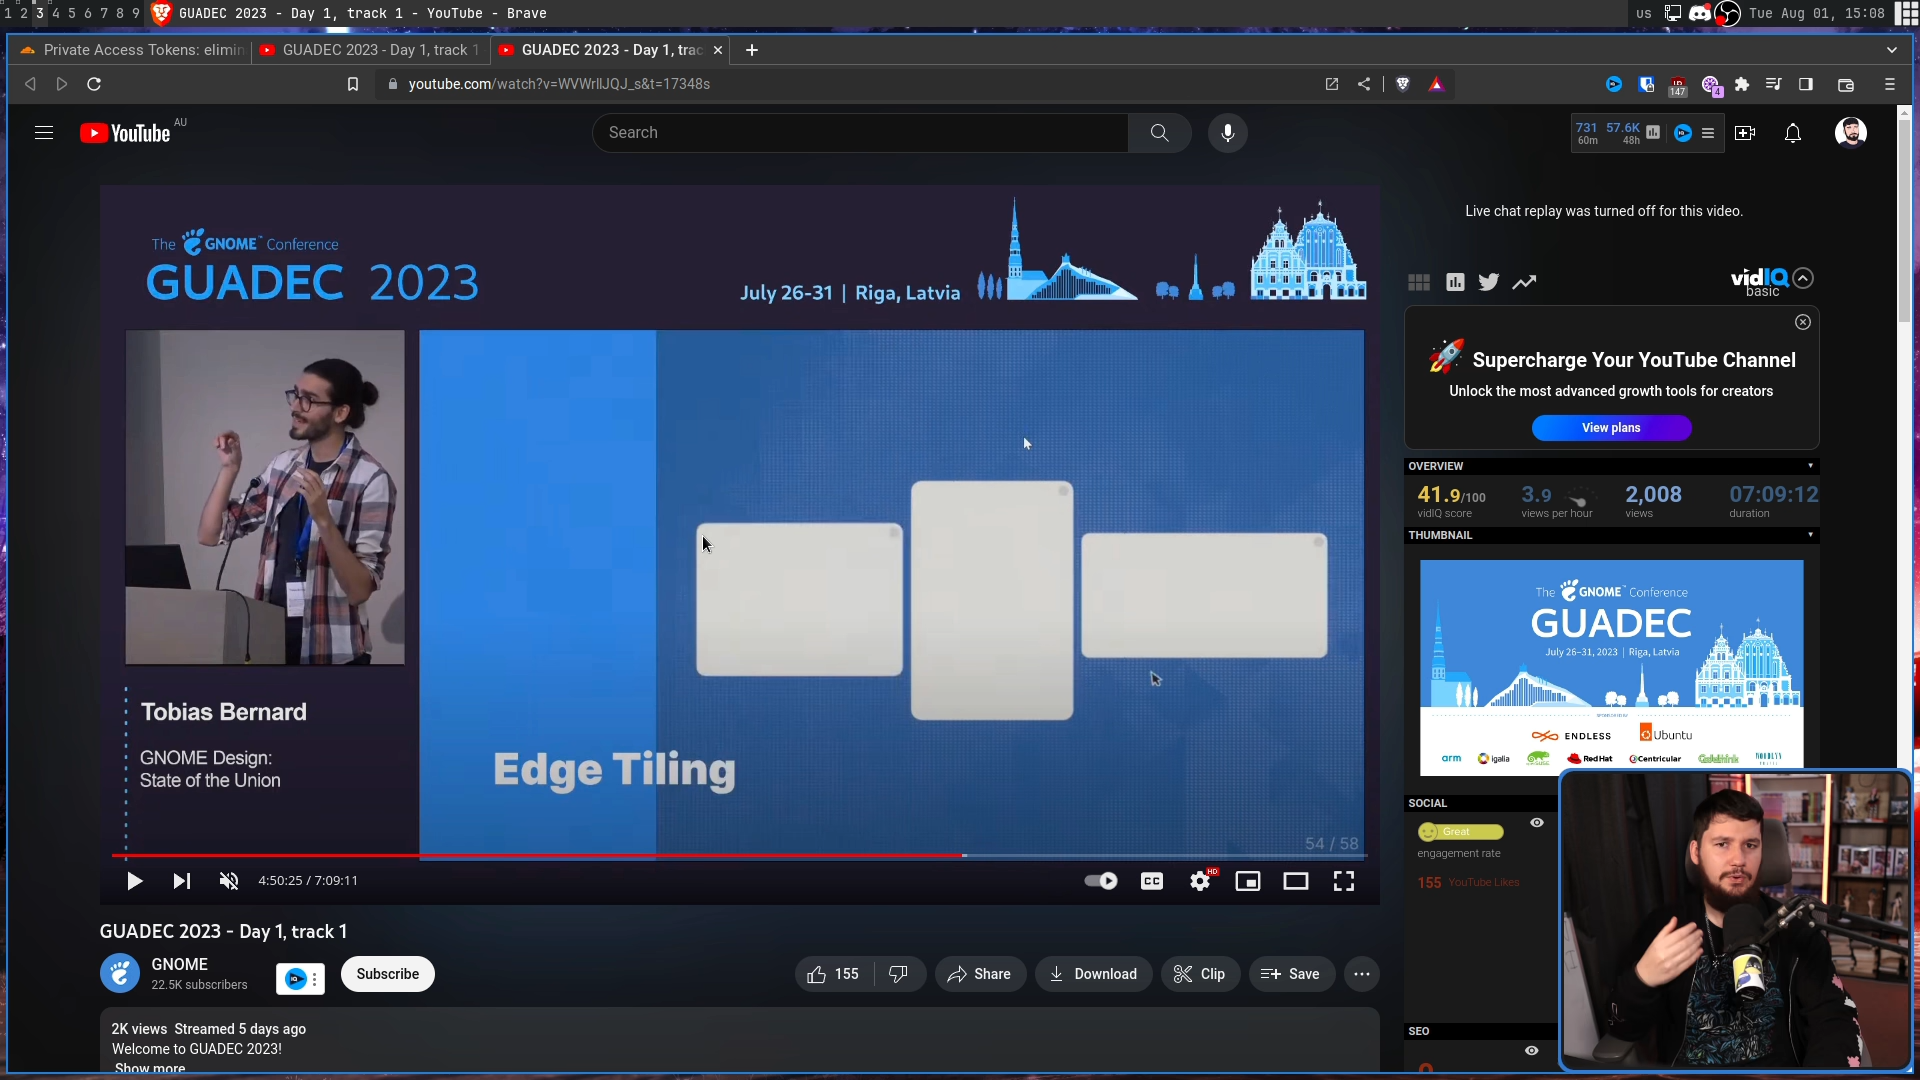 1 2 3 4 5 6 7 8 9 GUADEC 2023 - Day 1, track 1 - YouTube - Brave
us Tue Aug 01, 15:08
Private Access Tokens: elimin
GUADEC 2023 - Day 1, track 1
GUADEC 2023 - Day 1, trac
youtube.com/watch?v=WVWrlIJQJ_s&t=17348s
147
4
YouTube AU
Search
731 57.6K
60m 48h
The GNOME Conference
GUADEC 2023
July 26-31 | Riga, Latvia
Tobias Bernard
GNOME Design:
State of the Union
Edge Tiling
54 / 58
4:50:25 / 7:09:11
CC
HD
GUADEC 2023 - Day 1, track 1
GNOME
22.5K subscribers
Subscribe
155
Share
Download
Clip
Save
2K views Streamed 5 days ago
Welcome to GUADEC 2023!
Show more
Live chat replay was turned off for this video.
vidIQ
basic
Supercharge Your YouTube Channel
Unlock the most advanced growth tools for creators
View plans
OVERVIEW
41.9/100 3.9 2,008 07:09:12
vidIQ score views per hour views duration
THUMBNAIL
The GNOME Conference
GUADEC
July 26-31, 2023 | Riga, Latvia
ENDLESS Ubuntu
arm igalia Red Hat Centricular Codethink
SOCIAL
Great
engagement rate
155 YouTube Likes
SEO